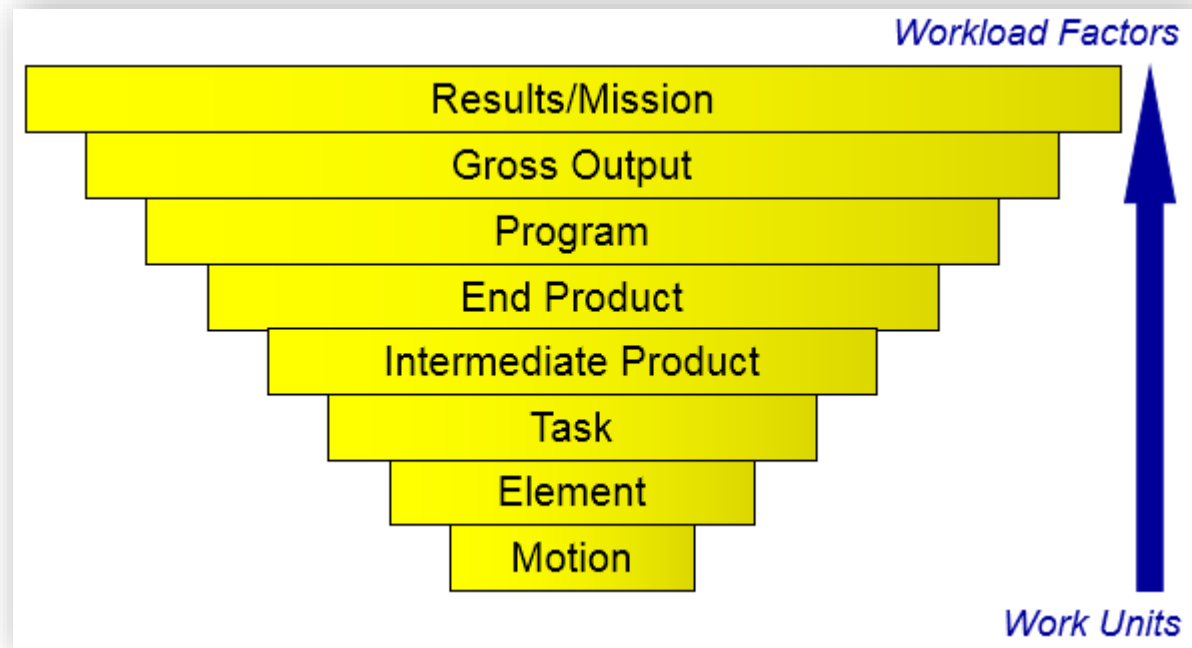 Workload Factors
Results/Mission
Gross Output
Program
End Product
Intermediate Product
Task
Element
Motion
Work Units